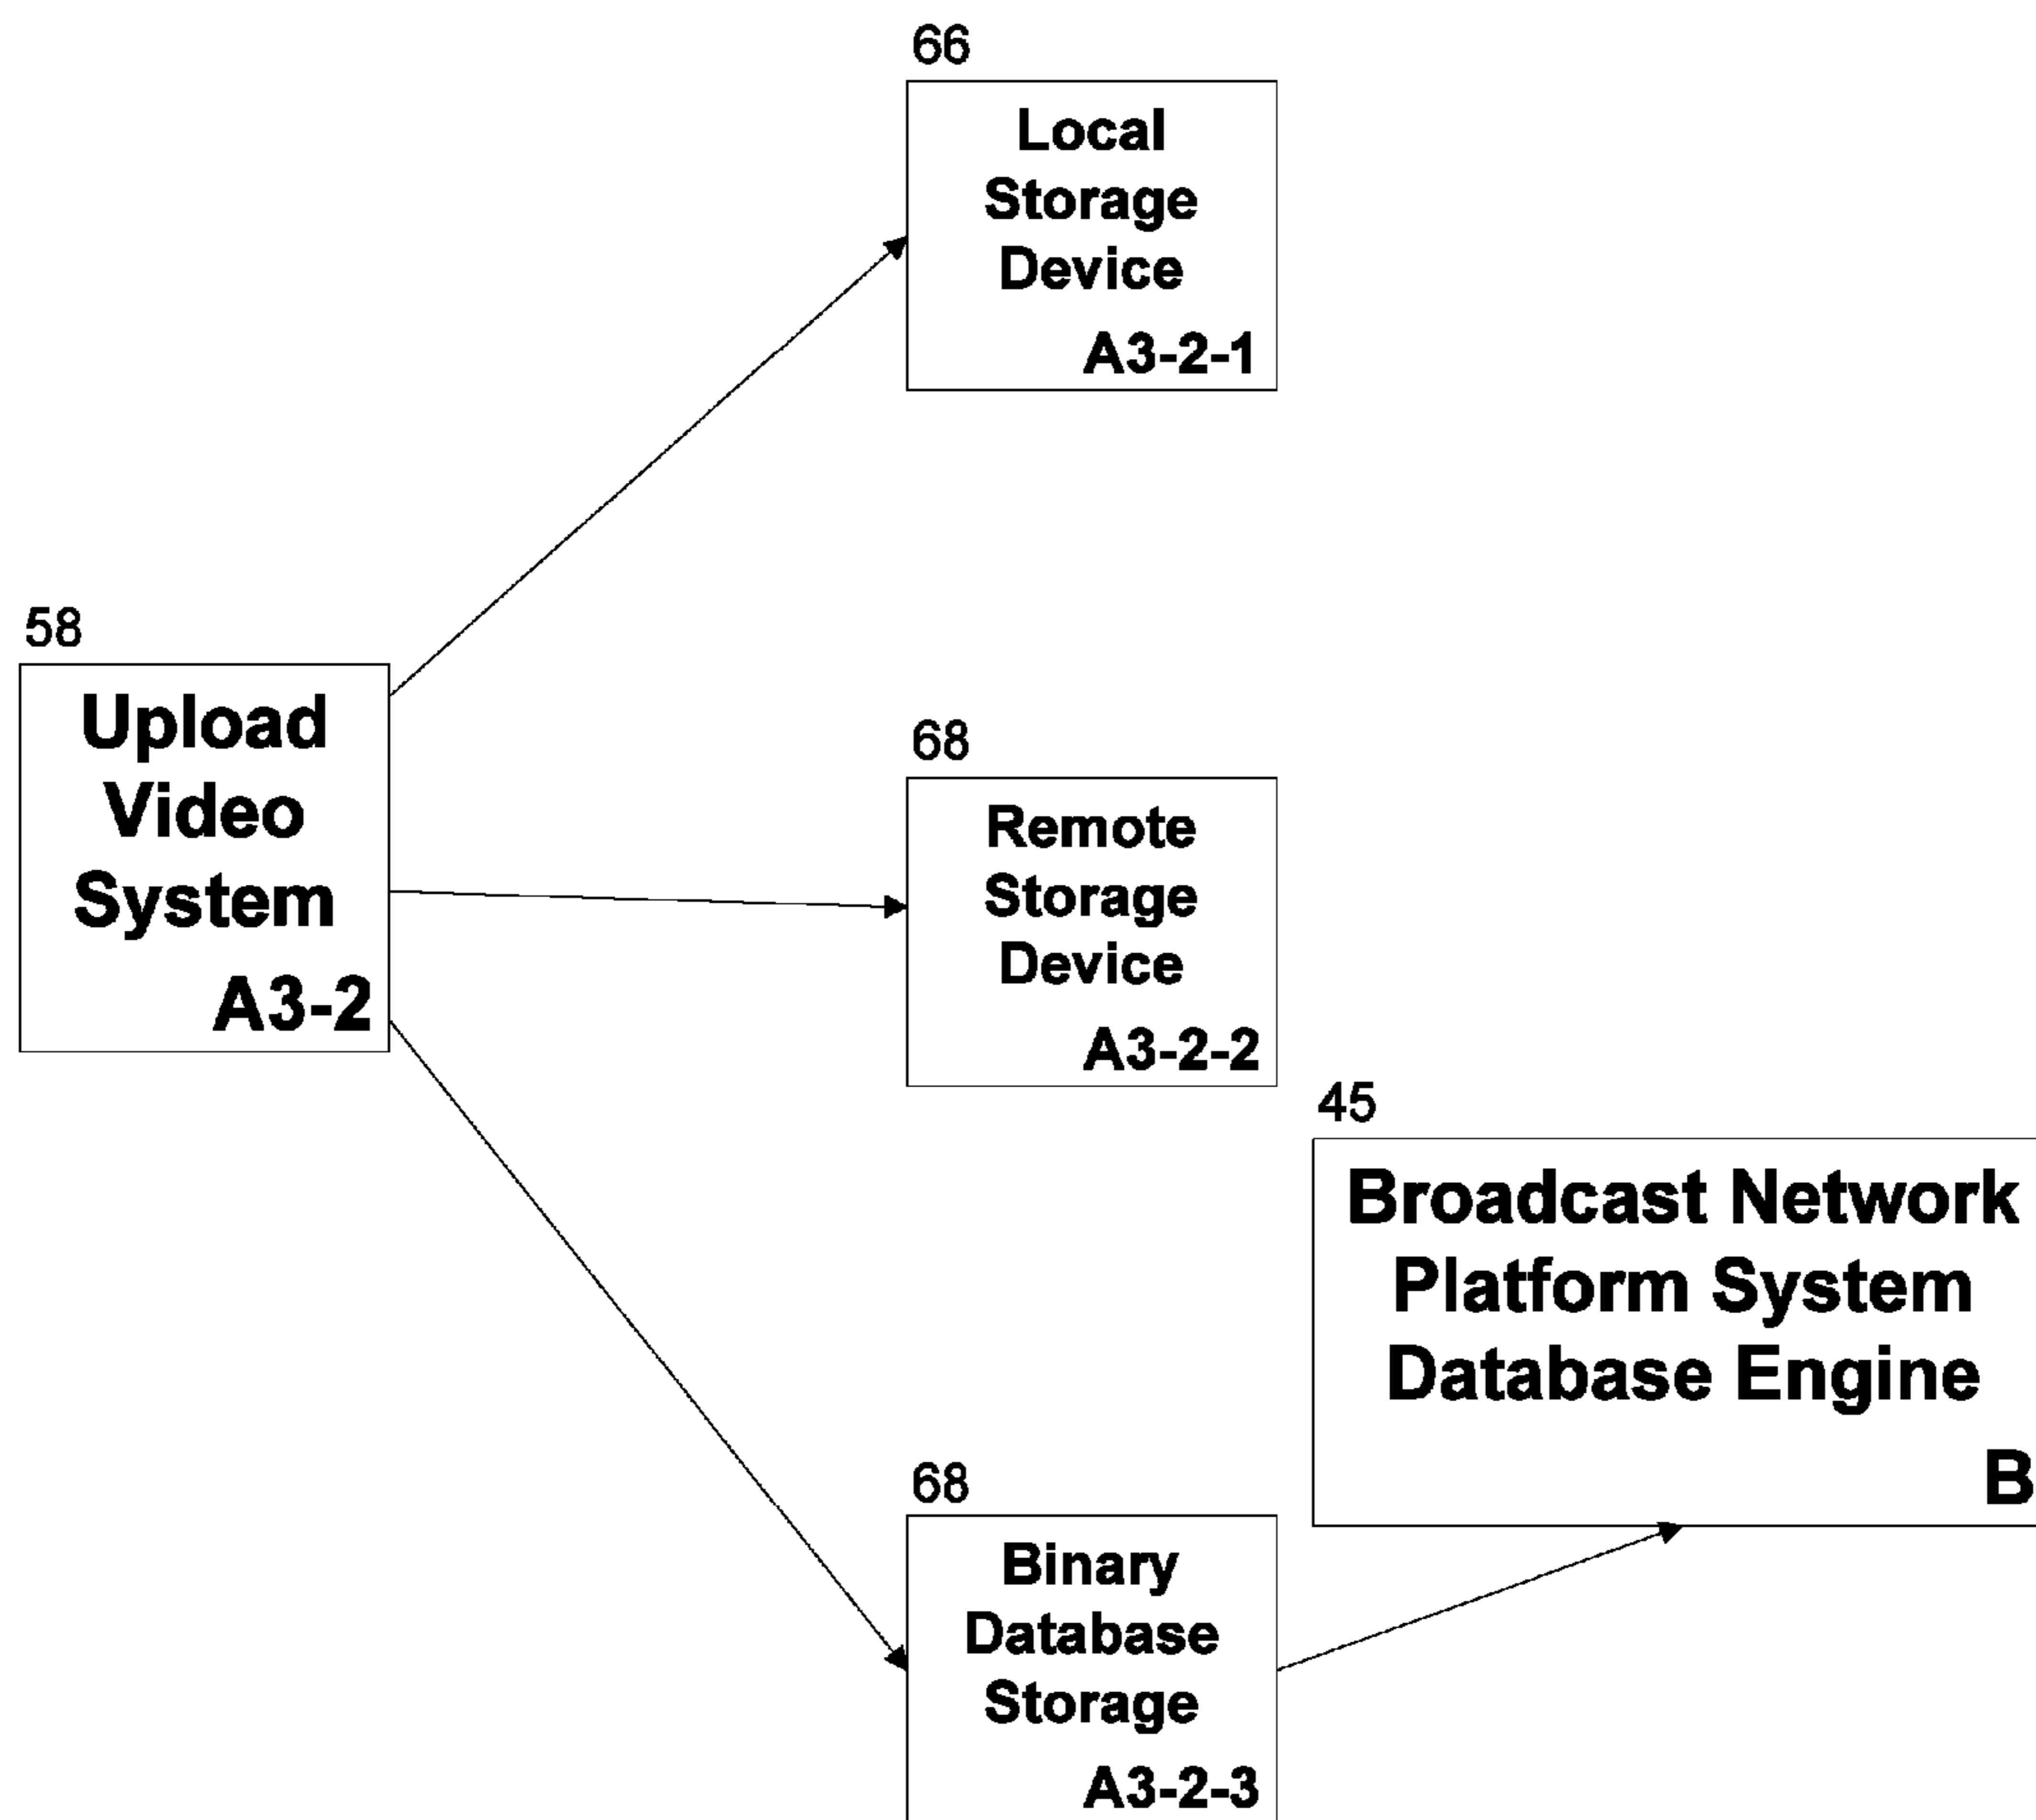 66
Local
Storage
Device
A3-2-1
58
Upload
Video
System
A3-2
68
Remote
Storage
Device
A3-2-2
45
Broadcast Network
Platform System
Database Engine
B
68
Binary
Database
Storage
A3-2-3